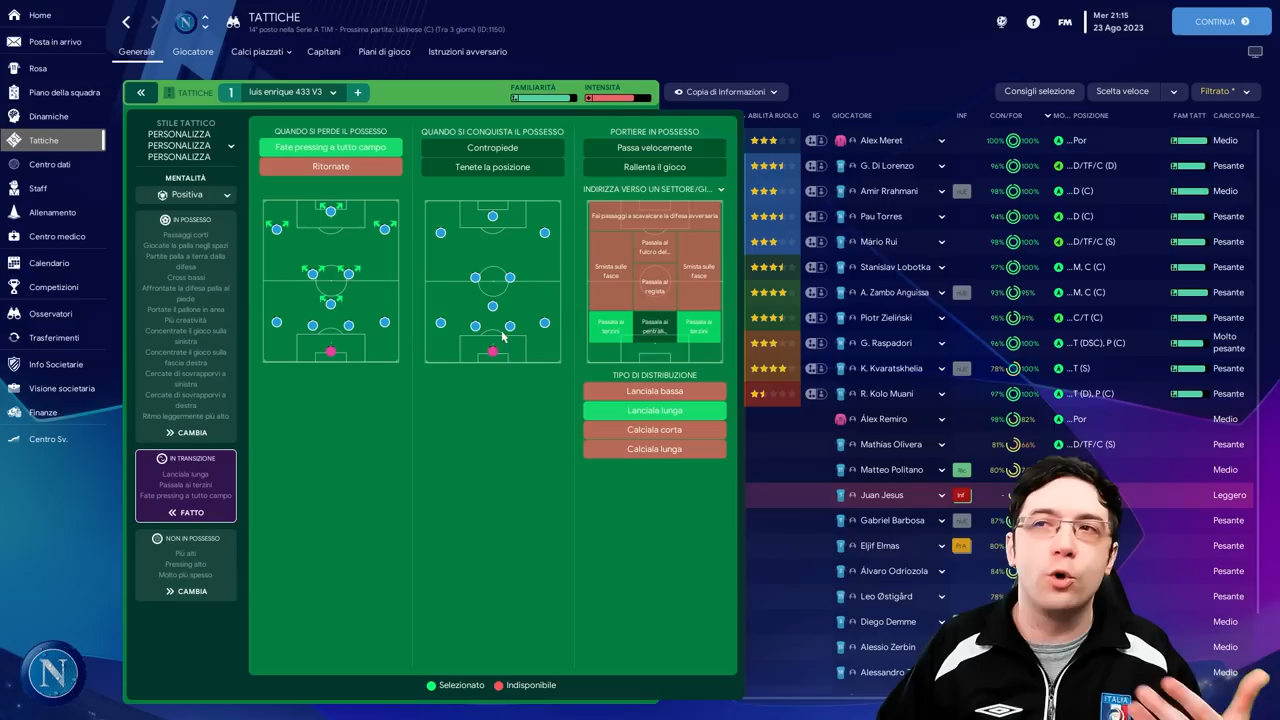 Home
Posta in arrivo
Rosa
Piano della squadra
Dinamiche
Tattiche
Centro dati
Staff
Allenamento
Centro medico
Calendario
Competizioni
Osservatori
Trasferimenti
Info Societarie
Visione societaria
Finanze
Centro Sv.
TATTICHE
14° posto nella Serie A TIM - Prossima partita: Udinese (C) (Tra 3 giorni) (ID:1150)
FM
Mer 21:15
23 Ago 2023
CONTINUA
Generale
Giocatore
Calci piazzati
Capitani
Piani di gioco
Istruzioni avversario
TATTICHE
1
luis enrique 433 V3
+
FAMILIARITÀ
INTENSITÀ
Copia di Informazioni
Consigli selezione
Scelta veloce
Filtrato *
STILE TATTICO
PERSONALIZZA
PERSONALIZZA
PERSONALIZZA
MENTALITÀ
Positiva
IN POSSESSO
Passaggi corti
Giocate la palla negli spazi
Partite palla a terra dalla
difesa
Cross bassi
Affrontate la difesa palla al
piede
Portate il pallone in area
Più creatività
Concentrate il gioco sulla
sinistra
Concentrate il gioco sulla
fascia destra
Cercate di sovrapporvi a
sinistra
Cercate di sovrapporvi a
destra
Ritmo leggermente più alto
CAMBIA
IN TRANSIZIONE
Lanciala lunga
Passala ai terzini
Fate pressing a tutto campo
FATTO
NON IN POSSESSO
Più alti
Pressing alto
Molto più spesso
CAMBIA
QUANDO SI PERDE IL POSSESSO
Fate pressing a tutto campo
Ritornate
QUANDO SI CONQUISTA IL POSSESSO
Contropiede
Tenete la posizione
PORTIERE IN POSSESSO
Passa velocemente
Rallenta il gioco
INDIRIZZA VERSO UN SETTORE/GI...
Fai passaggi a scavalcare la difesa avversaria
Passala al
fulcro del...
Smista sulle
fasce
Smista sulle
fasce
Passala al
regista
Passala ai
terzini
Passala ai
centrali...
Passala ai
terzini
TIPO DI DISTRIBUZIONE
Lanciala bassa
Lanciala lunga
Calciala corta
Calciala lunga
Selezionato
Indisponibile
ABILITÀ RUOLO IG GIOCATORE INF CON/FOR MO... POSIZIONE FAM TATT CARICO PAR...
Alex Meret 100% 100% ...Por Medio
G. Di Lorenzo 96% 100% ...D/TF/C (D) Pesante
Amir Rrahmani 98% 100% ...D (C) Medio
Pau Torres 94% 100% ...D (C) Pesante
Mário Rui 98% 100% ...D/TF/C (S) Pesante
Stanislav Lobotka 97% 100% ...M, C (C) Pesante
A. Zambo Anguissa 93% 95% ...M, C (C) Pesante
Piotr Zieliński 95% 91% ...C/T (C) Pesante
G. Raspadori 97% 100% ...T (DSC), P (C) Molto
pesante
K. Kvaratskhelia 78% 100% ...T (S) Pesante
R. Kolo Muani 97% 100% ...T (D), P (C) Pesante
Álex Remiro 98% 82% ...Por Medio
Mathías Olivera 81% 66% ...D/TF/C (S) Pesante
Matteo Politano Ric 80% Medio
Juan Jesus Inf - Leggero
Gabriel Barbosa 87% Pesante
Eljif Elmas PrA 80% Pesante
Álvaro Odriozola 84% Pesante
Leo Østigård 78% Pesante
Diego Demme Medio
Alessio Zerbin Medio
Alessandro Medio
ITALIA